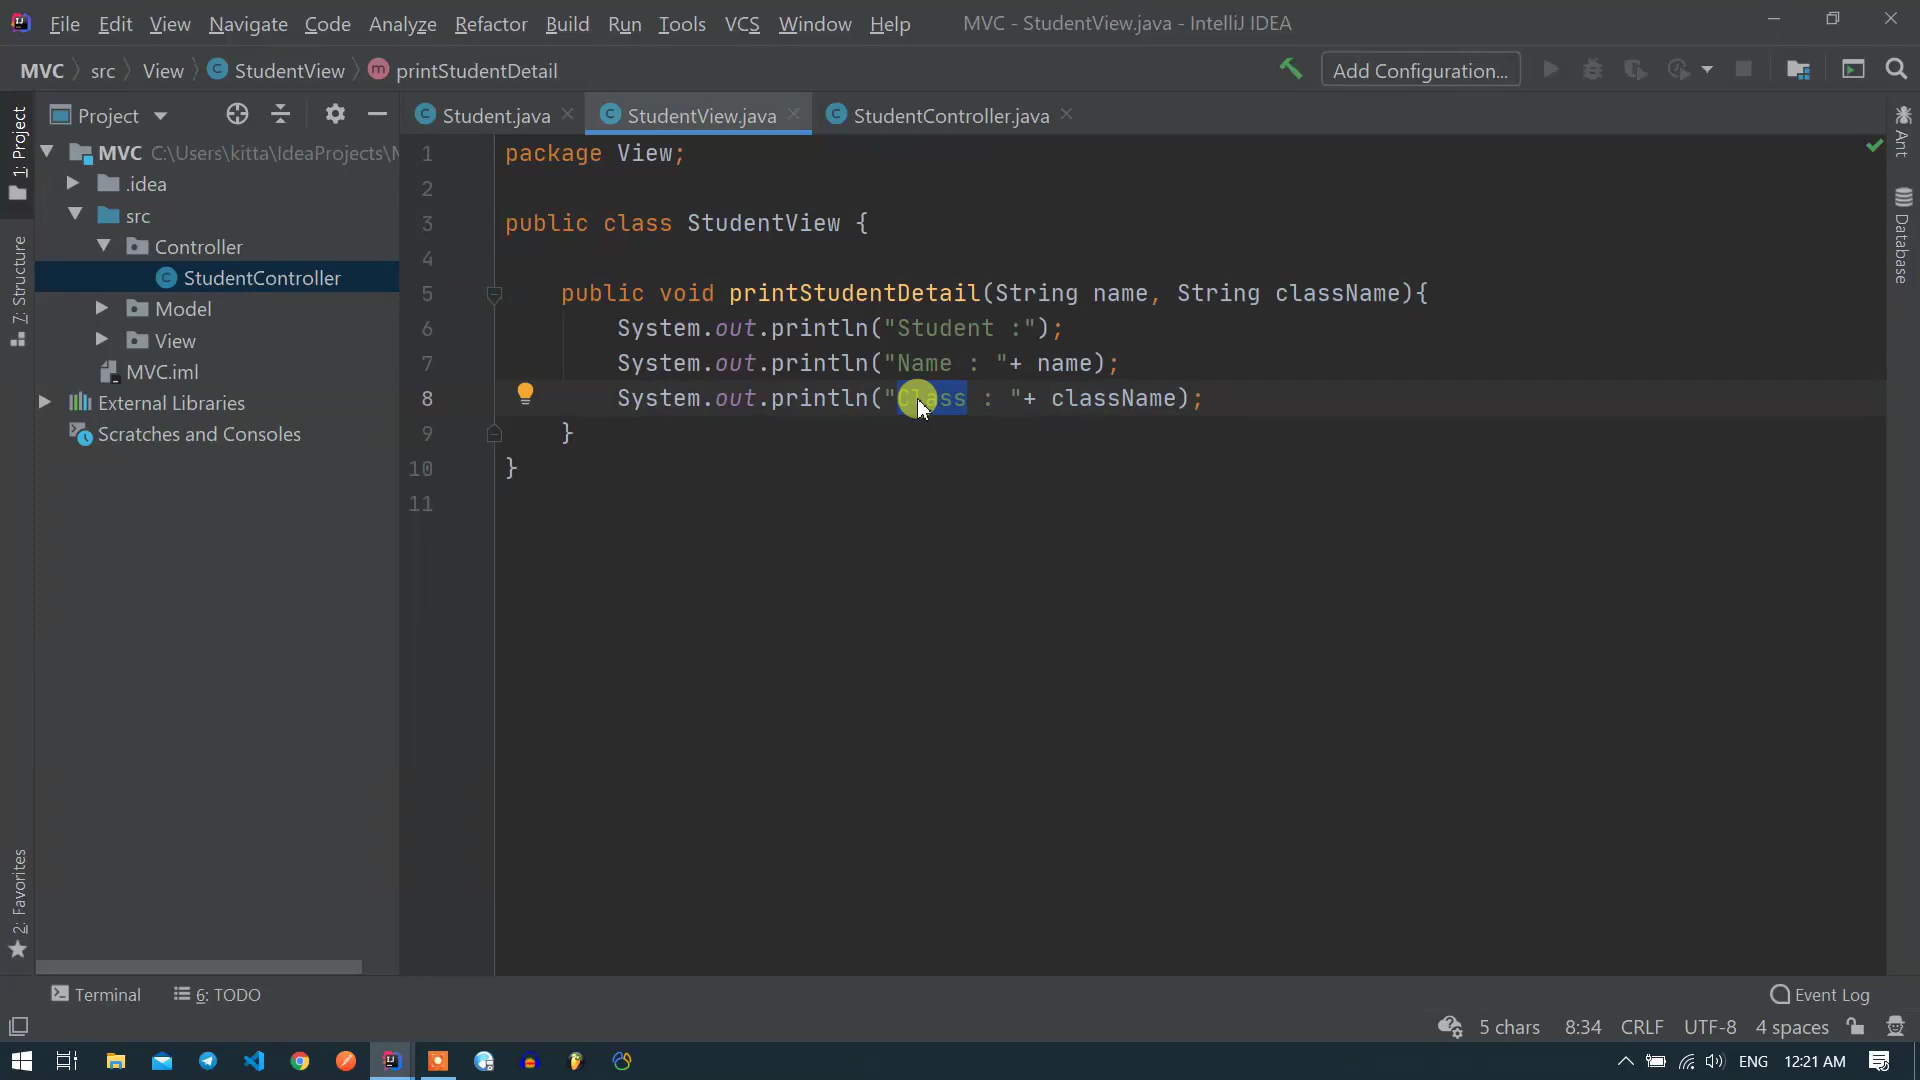 File Edit View Navigate Code Analyze Refactor Build Run Tools VCS Window Help MVC - StudentView.java - IntelliJ IDEA
MVC src View StudentView printStudentDetail Add Configuration...
1: Project
7: Structure
2: Favorites
Project
MVC C:\Users\kitta\IdeaProjects\
.idea
src
Controller
StudentController
Model
View
MVC.iml
External Libraries
Scratches and Consoles
Student.java StudentView.java StudentController.java
1 package View;
2
3 public class StudentView {
4
5 public void printStudentDetail(String name, String className){
6 System.out.println("Student :");
7 System.out.println("Name : "+ name);
8 System.out.println("Class : "+ className);
9 }
10 }
11
Ant
Database
Terminal 6: TODO Event Log
5 chars 8:34 CRLF UTF-8 4 spaces
ENG 12:21 AM